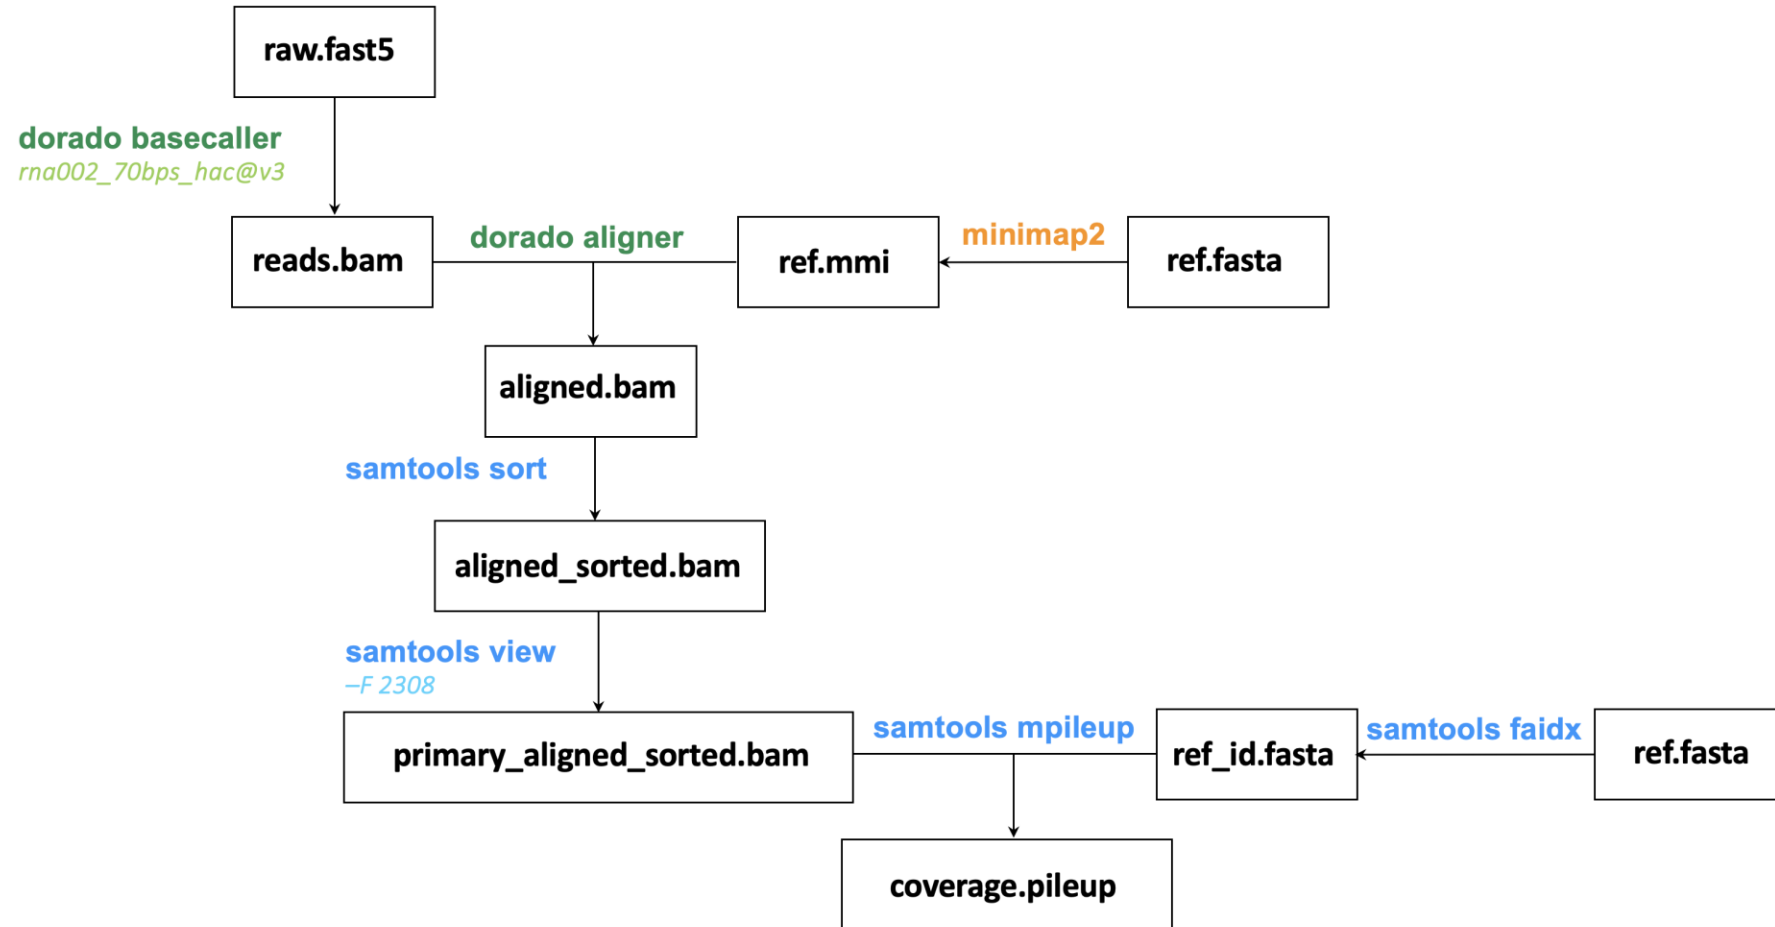 raw.fast5
dorado basecaller
rna002_70bps_hac@v3
reads.bam
dorado aligner
ref.mmi
minimap2
ref.fasta
aligned.bam
samtools sort
aligned_sorted.bam
samtools view
–F 2308
primary_aligned_sorted.bam
samtools mpileup
ref_id.fasta
samtools faidx
ref.fasta
coverage.pileup